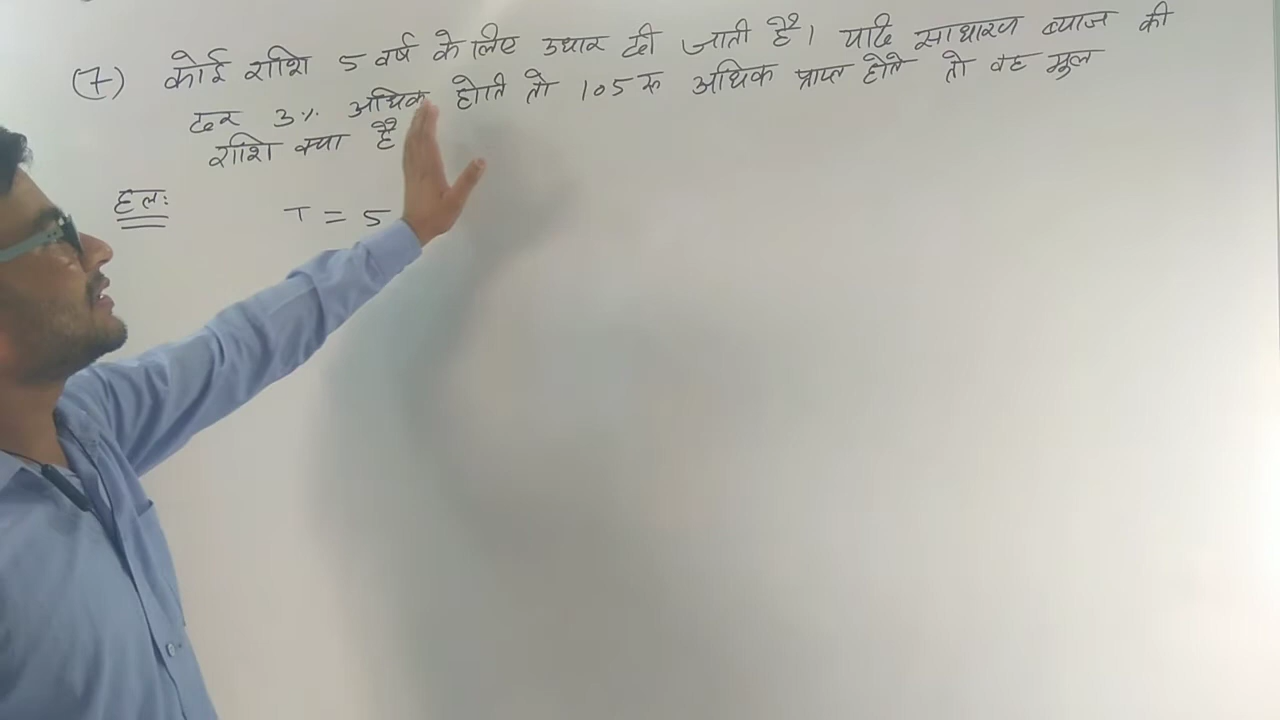 (7) कोई राशि 5 वर्ष के लिए उधार दी जाती है। यदि साधारण ब्याज की
दर 3% अधिक होती तो 105 रु अधिक प्राप्त होते तो वह मुल
राशि क्या है
हल:
T = 5